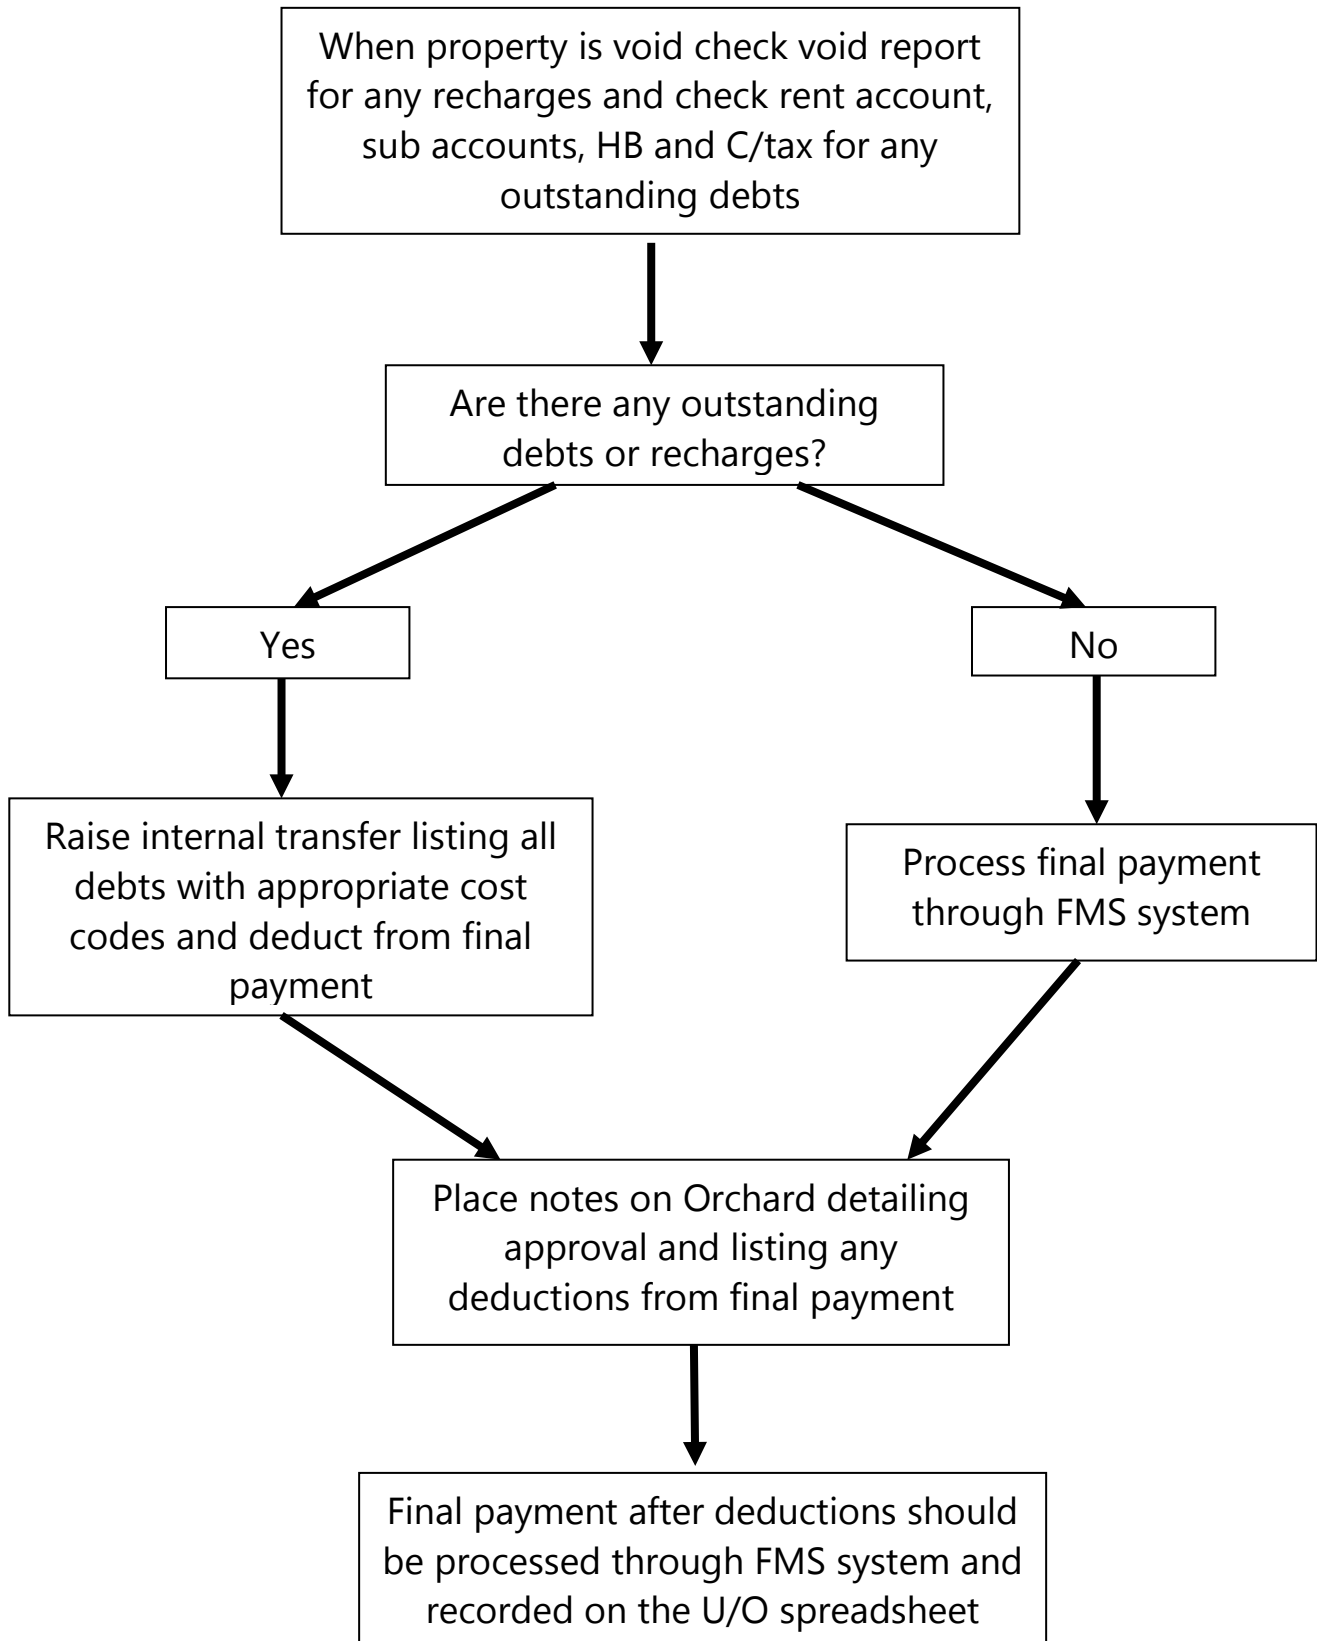 When property is void check void report
for any recharges and check rent account,
sub accounts, HB and C/tax for any
outstanding debts
Are there any outstanding
debts or recharges?
Yes
No
Raise internal transfer listing all
debts with appropriate cost
codes and deduct from final
payment
Process final payment
through FMS system
Place notes on Orchard detailing
approval and listing any
deductions from final payment
Final payment after deductions should
be processed through FMS system and
recorded on the U/O spreadsheet